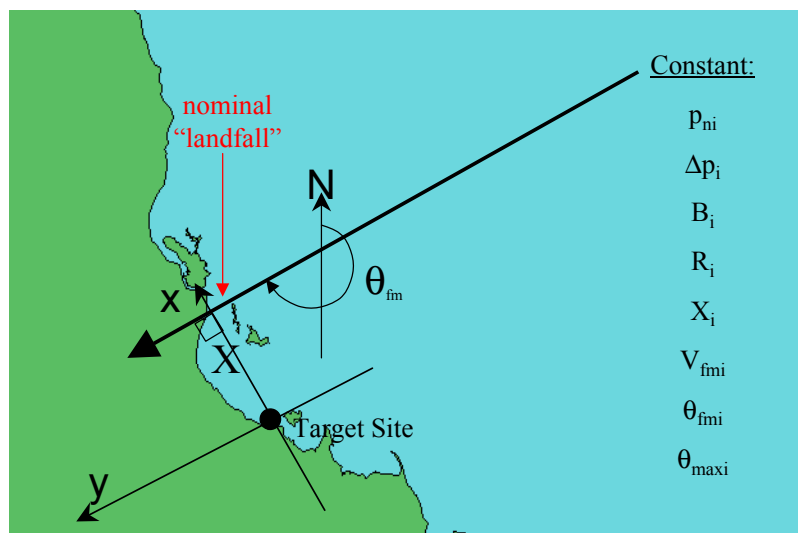 Constant:
nominal
“landfall”
p_ni
Δp_i
N
B_i
R_i
θ_fm
x
X_i
X
V_fmi
Target Site
θ_fmi
θ_maxi
y